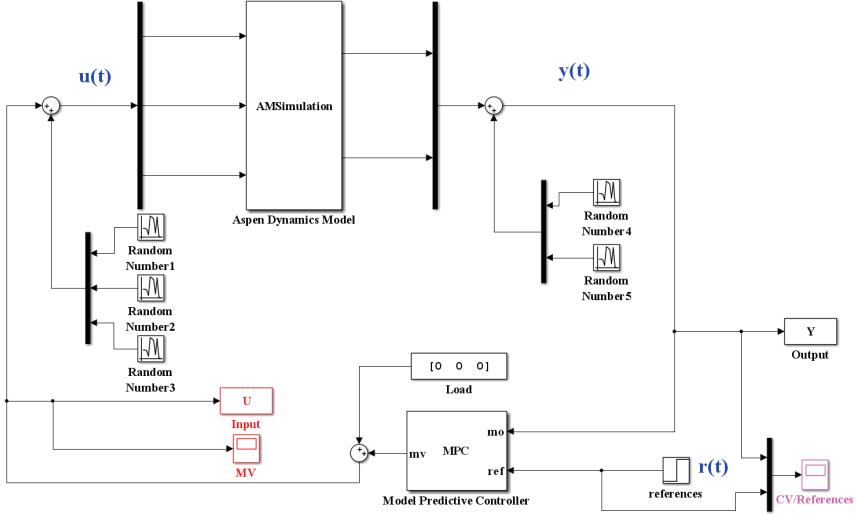 u(t)
y(t)
+
+
AMSimulation
+
+
Aspen Dynamics Model
Random
Number4
Random
Number1
Random
Number5
Random
Number2
Y
Output
Random
Number3
[0 0 0]
Load
U
Input
MV
+
+
mv
MPC
mo
ref
Model Predictive Controller
r(t)
references
CV/References